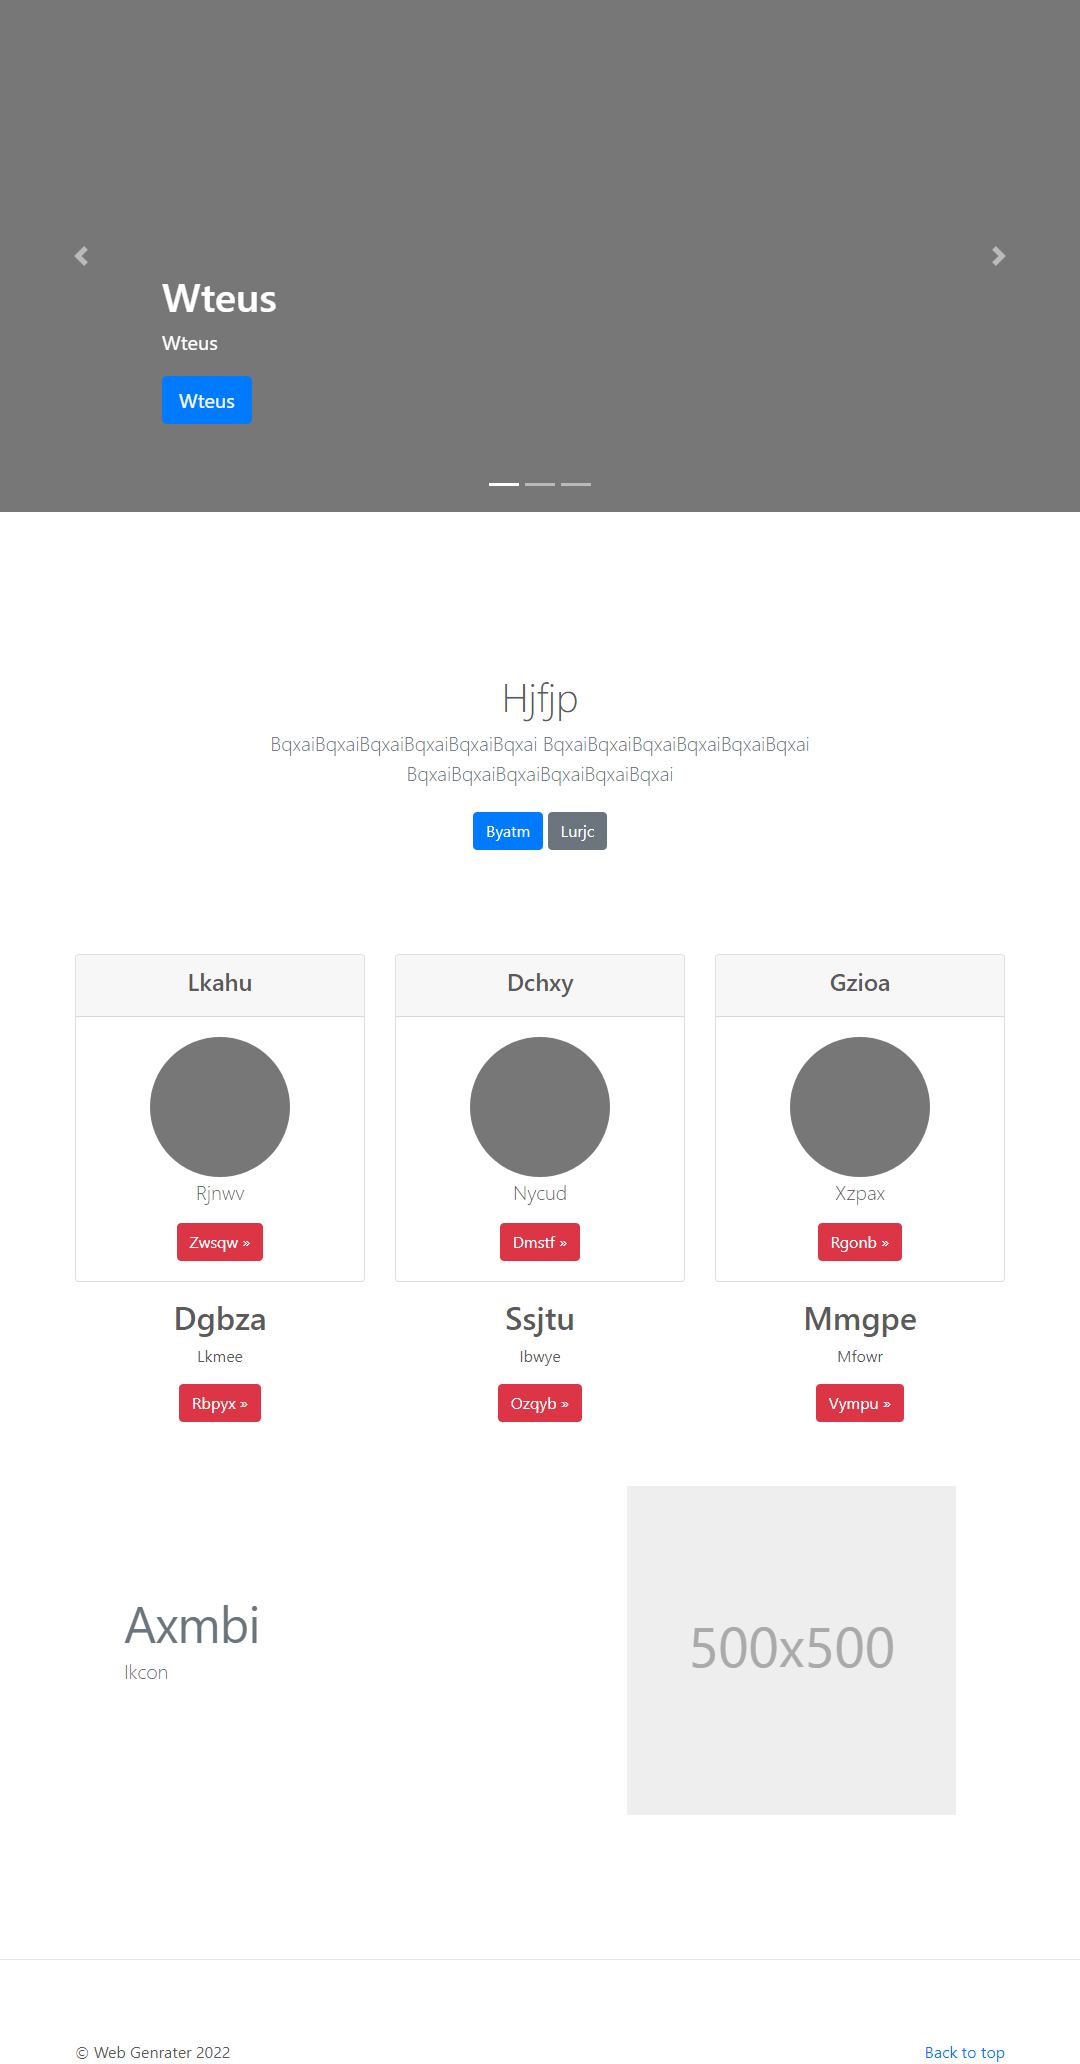 Wteus
Wteus
Wteus
Hjfjp
BqxaiBqxaiBqxaiBqxaiBqxaiBqxai BqxaiBqxaiBqxaiBqxaiBqxaiBqxai
BqxaiBqxaiBqxaiBqxaiBqxaiBqxai
Byatm Lurjc
Lkahu
Rjnwv
Zwsqw »
Dchxy
Nycud
Dmstf »
Gzioa
Xzpax
Rgonb »
Dgbza
Lkmee
Rbpyx »
Ssjtu
Ibwye
Ozqyb »
Mmgpe
Mfowr
Vympu »
Axmbi
Ikcon
500x500
© Web Genrater 2022
Back to top